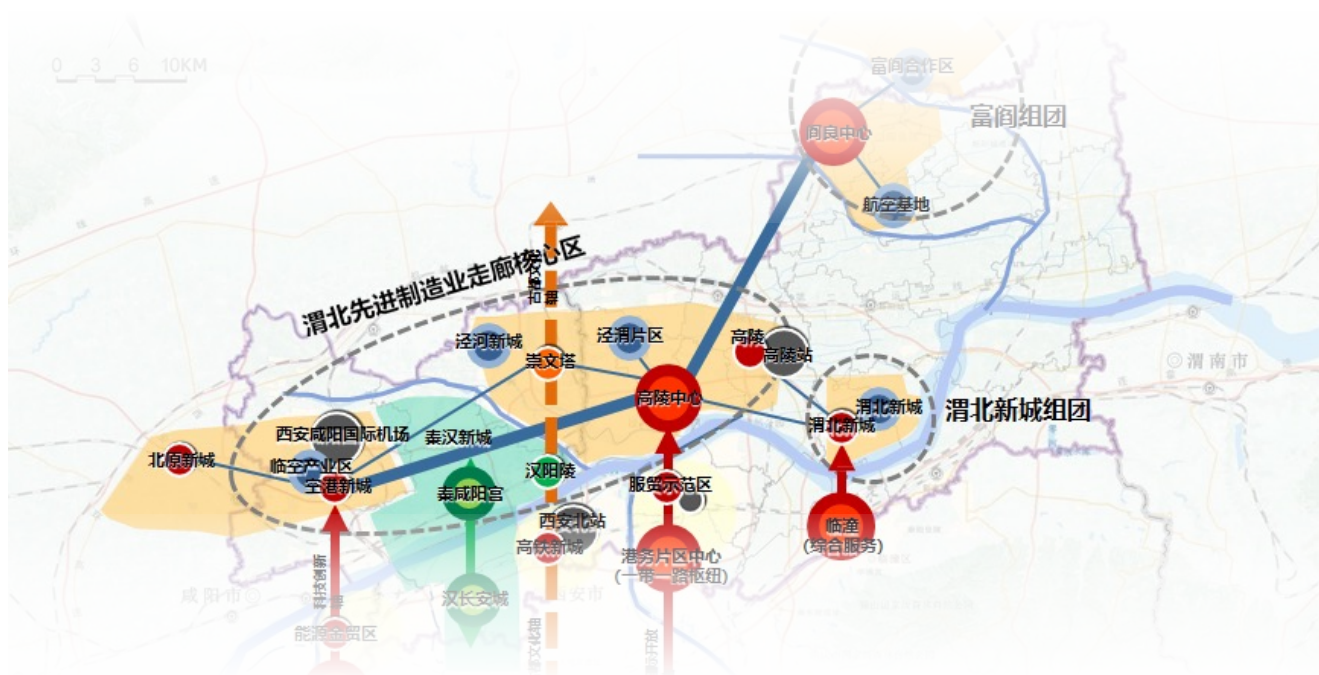 0 3 6 10KM
富阎合作区
富阎组团
阎良中心
航空基地
渭北先进制造业走廊核心区
泾河新城
崇文塔
泾渭片区
高陵
高陵站
渭南市
高陵中心
渭北新城
渭北新城
渭北新城组团
西安咸阳国际机场
秦汉新城
北原新城
临空产业区
空港新城
秦咸阳宫
汉阳陵
服贸示范区
西安北站
高铁新城
港务片区中心
(一带一路枢纽)
临潼
(综合服务)
科技创新
咸阳市
汉长安城
西安市
能源金贸区